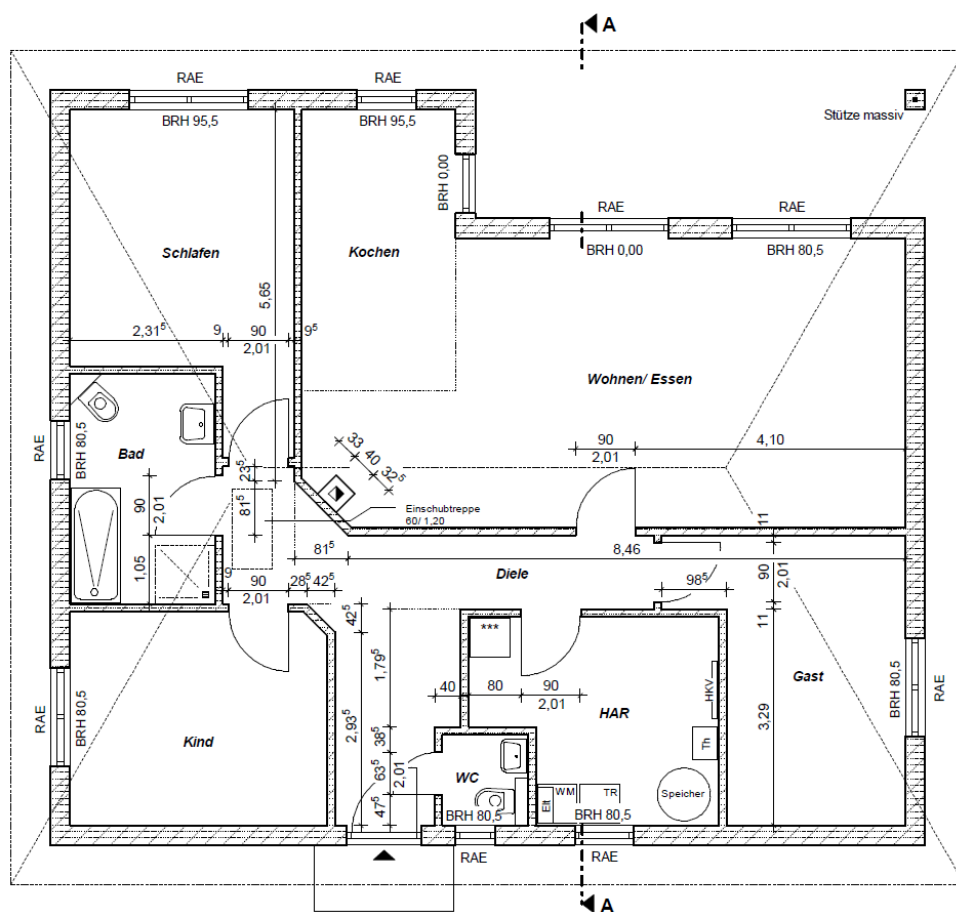 A
RAE
RAE
BRH 95,5
BRH 95,5
Stütze massiv
BRH 0,00
RAE
RAE
BRH 0,00
BRH 80,5
Schlafen
Kochen
5,65
2,31⁵
9
90
2,01
9⁵
Wohnen/ Essen
33
40
32⁵
90
2,01
4,10
RAE
BRH 80,5
Bad
90
2,01
23⁵
81⁵
Einschubtreppe
60/ 1,20
1,05
81⁵
8,46
11
Diele
9
90
2,01
28⁵
42⁵
98⁵
90
2,01
11
42⁵
***
1,79⁵
40
80
90
2,01
HKV
HAR
Gast
3,29
RAE
BRH 80,5
RAE
BRH 80,5
Kind
2,93⁵
38⁵
63⁵
2,01
47⁵
WC
BRH 80,5
Elt
WM
TR
BRH 80,5
Th
Speicher
RAE
RAE
A